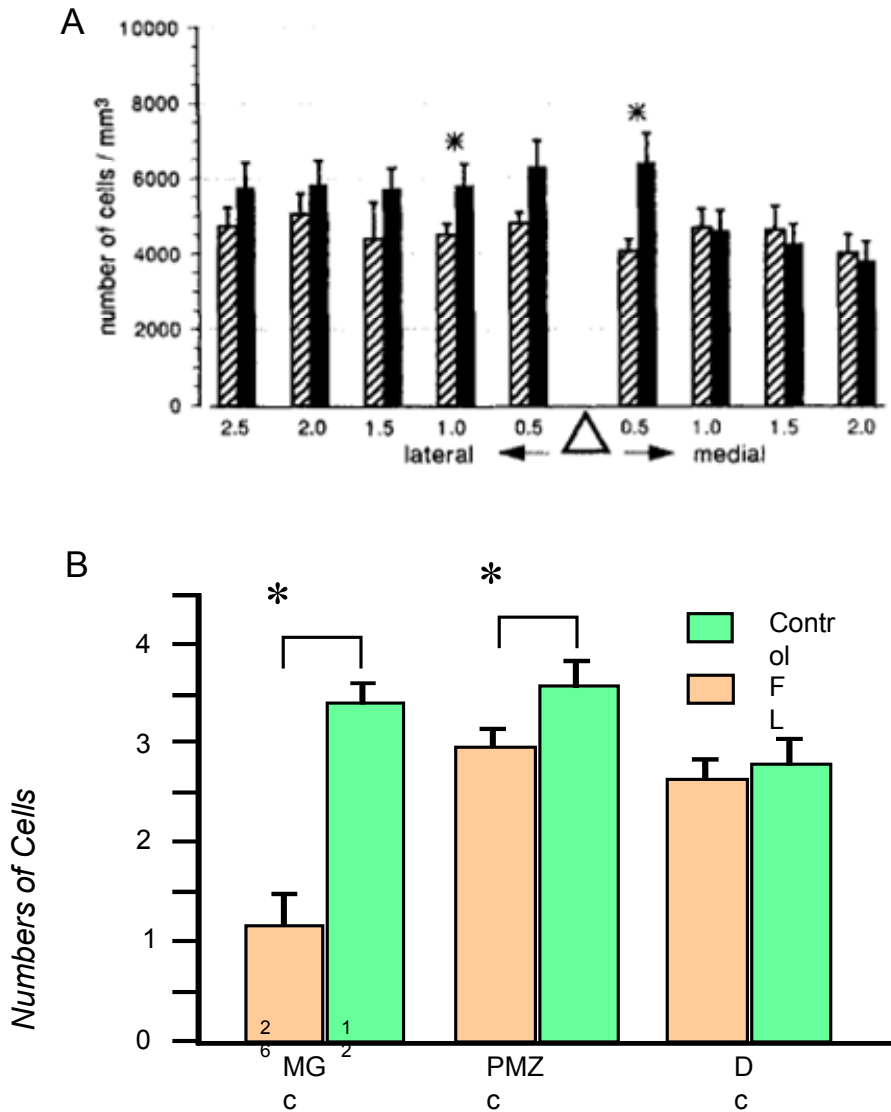 A
10000
8000
6000
4000
2000
0
number of cells / mm³
*
*
2.5 2.0 1.5 1.0 0.5 0.5 1.0 1.5 2.0
lateral medial
B
*
*
4
3
2
1
0
Numbers of Cells
Contr
ol
F
L
2
6
1
2
MG
c
PMZ
c
D
c